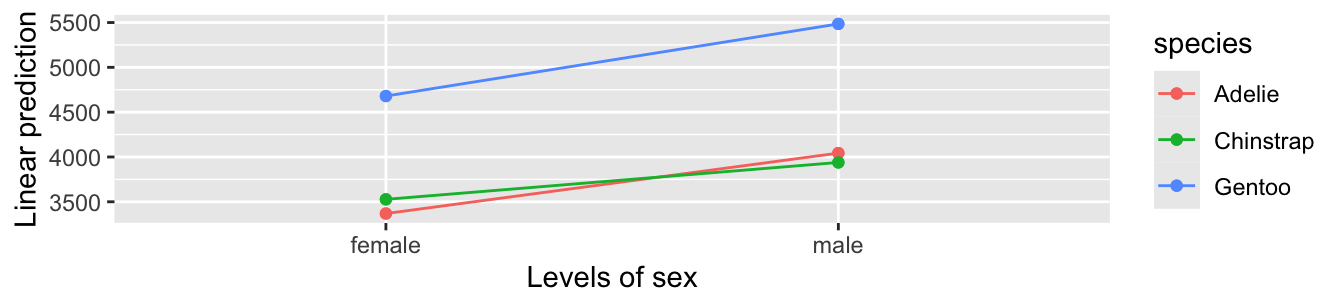 Linear prediction
5500
5000
4500
4000
3500
female male
Levels of sex
species
Adelie
Chinstrap
Gentoo